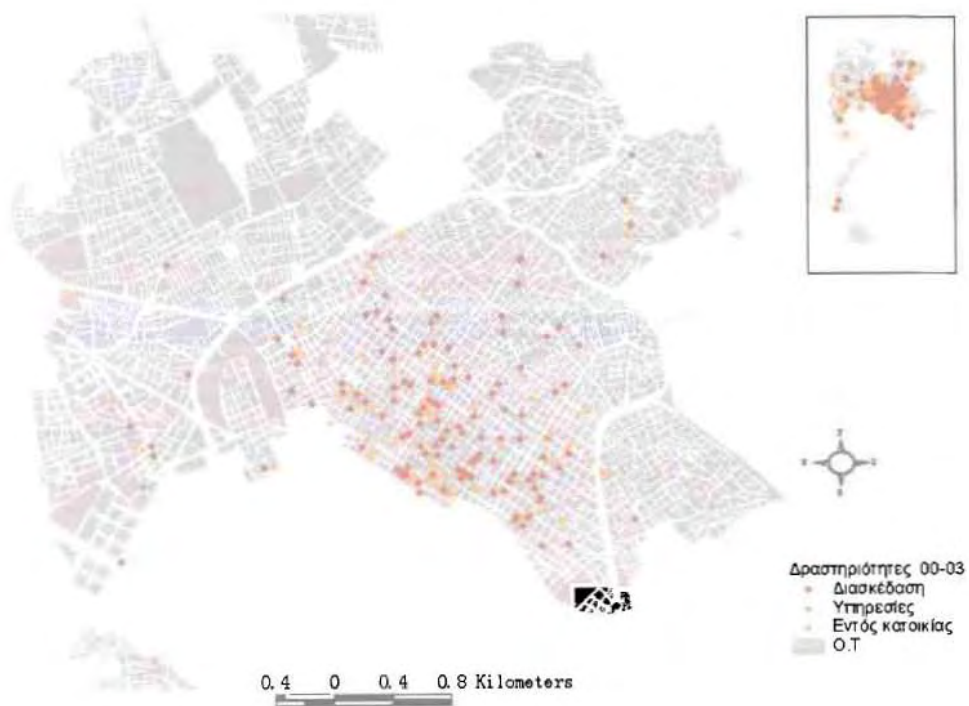 Δραστηριότητες 00-03
Διασκέδαση
Υπηρεσίες
Εντός κατοικίας
Ο.Τ
0.4 0 0.4 0.8 Kilometers